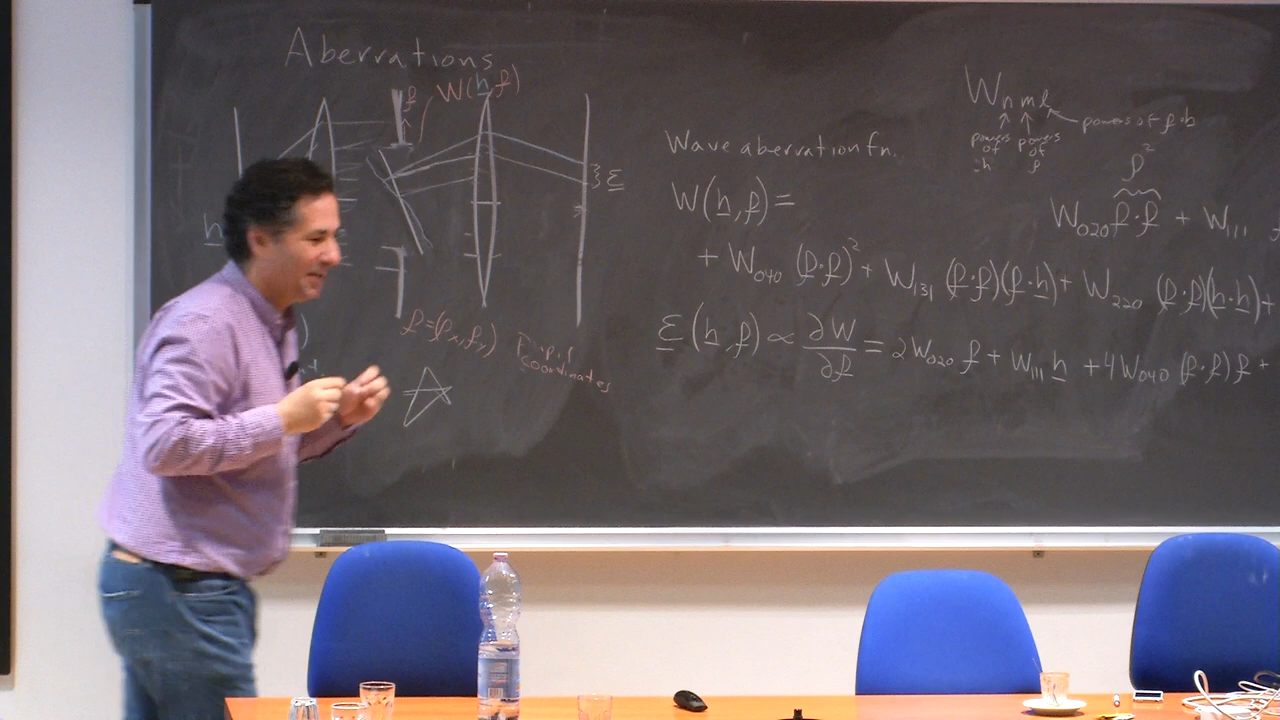 Aberrations
W(h, ρ)
ρ
ε
h
ρ=(ρx, ρy) Pupil
coordinates
Wave aberration fn.
W(h, ρ) =
W n m l
powers of h
powers of ρ
powers of ρ·h
ρ²
W₀₂₀ ρ·ρ + W₁₁₁
+ W₀₄₀ (ρ·ρ)² + W₁₃₁ (ρ·ρ)(ρ·h) + W₂₂₀ (ρ·ρ)(h·h) +
ε(h, ρ) ∝ ∂W/∂ρ = 2W₀₂₀ ρ + W₁₁₁ h + 4W₀₄₀ (ρ·ρ)ρ +